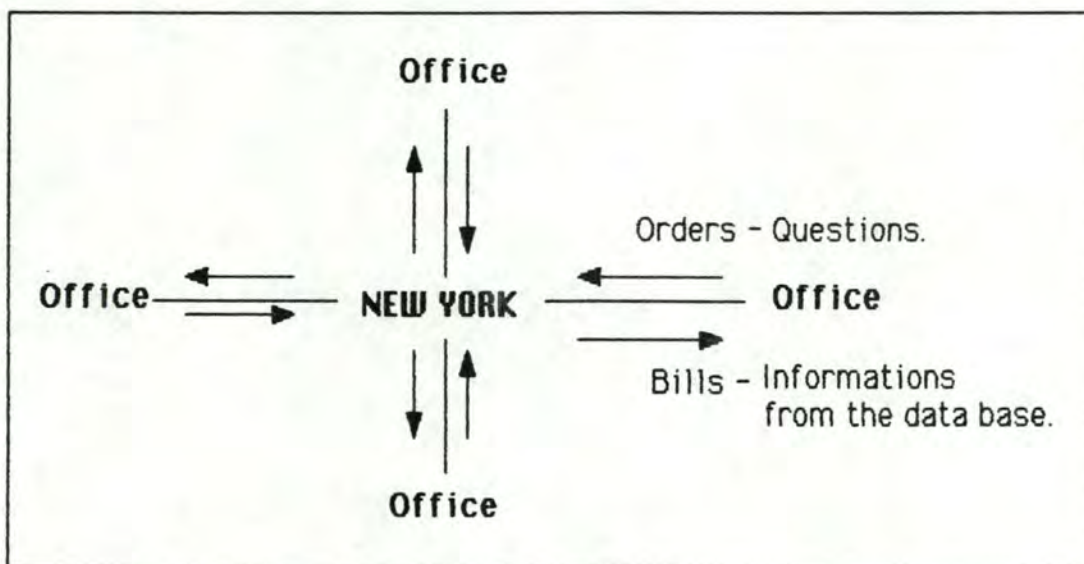 Office
Orders - Questions.
Office
NEW YORK
Office
Bills - Informations
from the data base.
Office